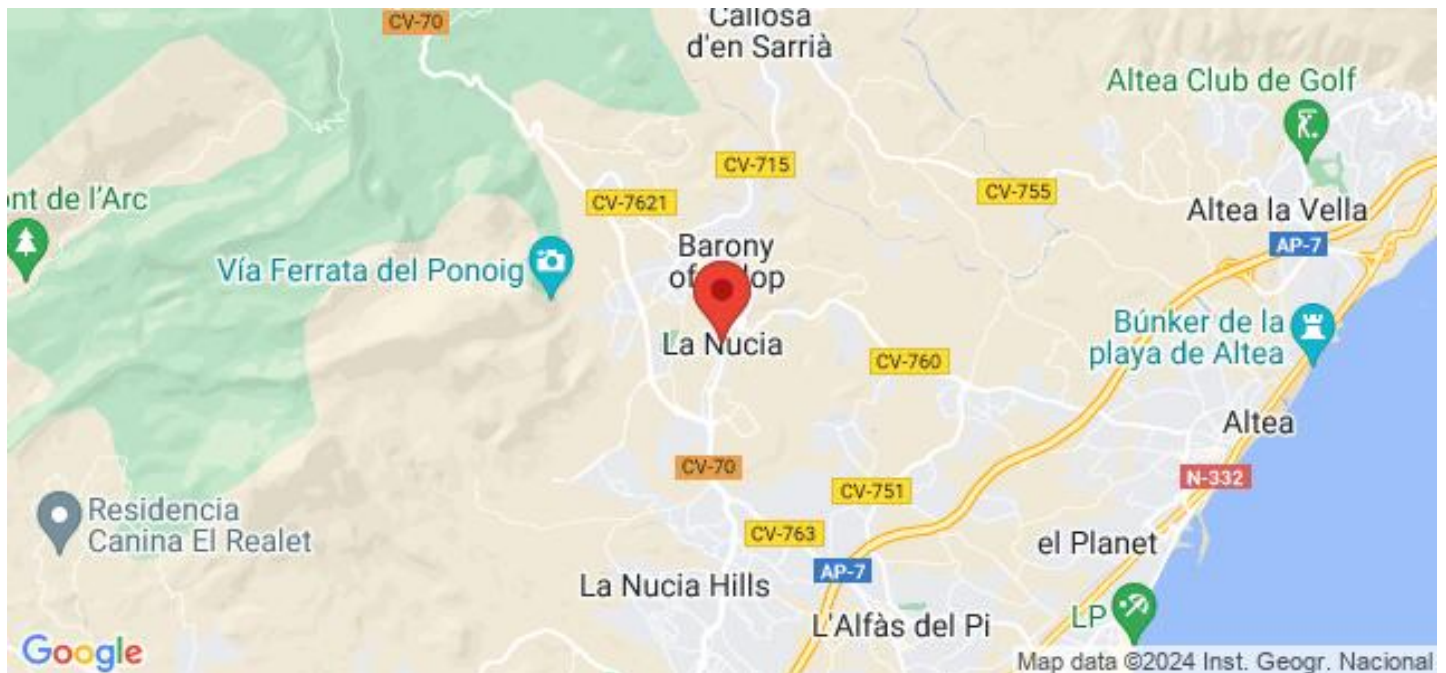 CV-70
Callosa
d'en Sarrià
Altea Club de Golf
CV-715
CV-755
CV-7621
ont de l'Arc
Altea la Vella
AP-7
Barony
of lop
Vía Ferrata del Ponoig
Búnker de la
playa de Altea
La Nucia
CV-760
Altea
CV-70
N-332
CV-751
Residencia
Canina El Realet
CV-763
el Planet
AP-7
La Nucia Hills
L'Alfàs del Pi
LP
Google
Map data ©2024 Inst. Geogr. Nacional